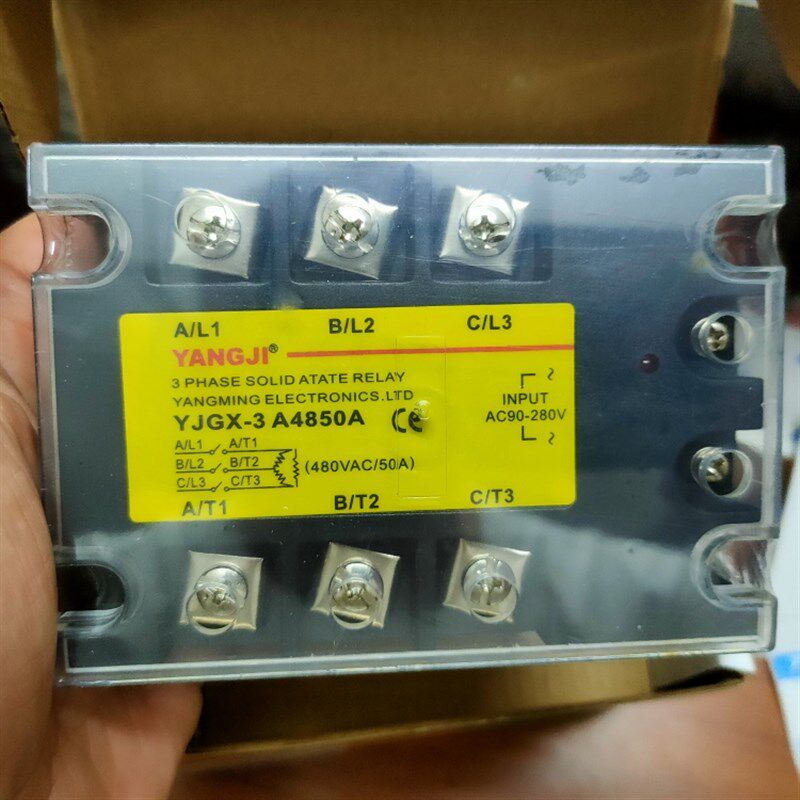 A/L1 B/L2 C/L3
YANGJI®
3 PHASE SOLID ATATE RELAY
YANGMING ELECTRONICS.LTD
YJGX-3 A4850A CE
INPUT
AC90-280V
A/L1 A/T1
B/L2 B/T2
C/L3 C/T3
(480VAC/50A)
A/T1 B/T2 C/T3